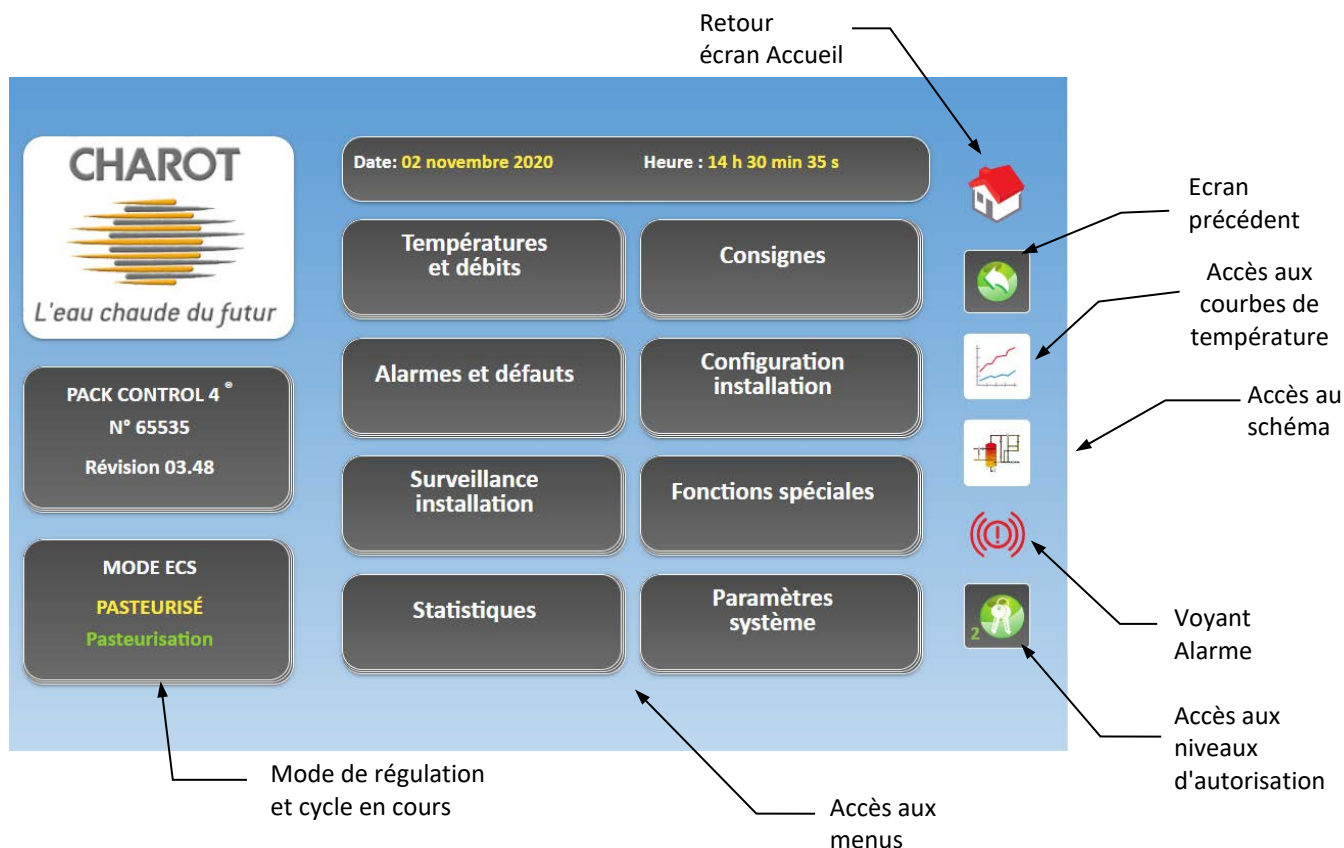 Retour
écran Accueil
CHAROT
L'eau chaude du futur
Date: 02 novembre 2020 Heure : 14 h 30 min 35 s
Températures
et débits
Consignes
Alarmes et défauts
Configuration
installation
Surveillance
installation
Fonctions spéciales
Statistiques
Paramètres
système
PACK CONTROL 4 ®
N° 65535
Révision 03.48
MODE ECS
PASTEURISÉ
Pasteurisation
2
Ecran
précédent
Accès aux
courbes de
température
Accès au
schéma
Voyant
Alarme
Accès aux
niveaux
d'autorisation
Mode de régulation
et cycle en cours
Accès aux
menus